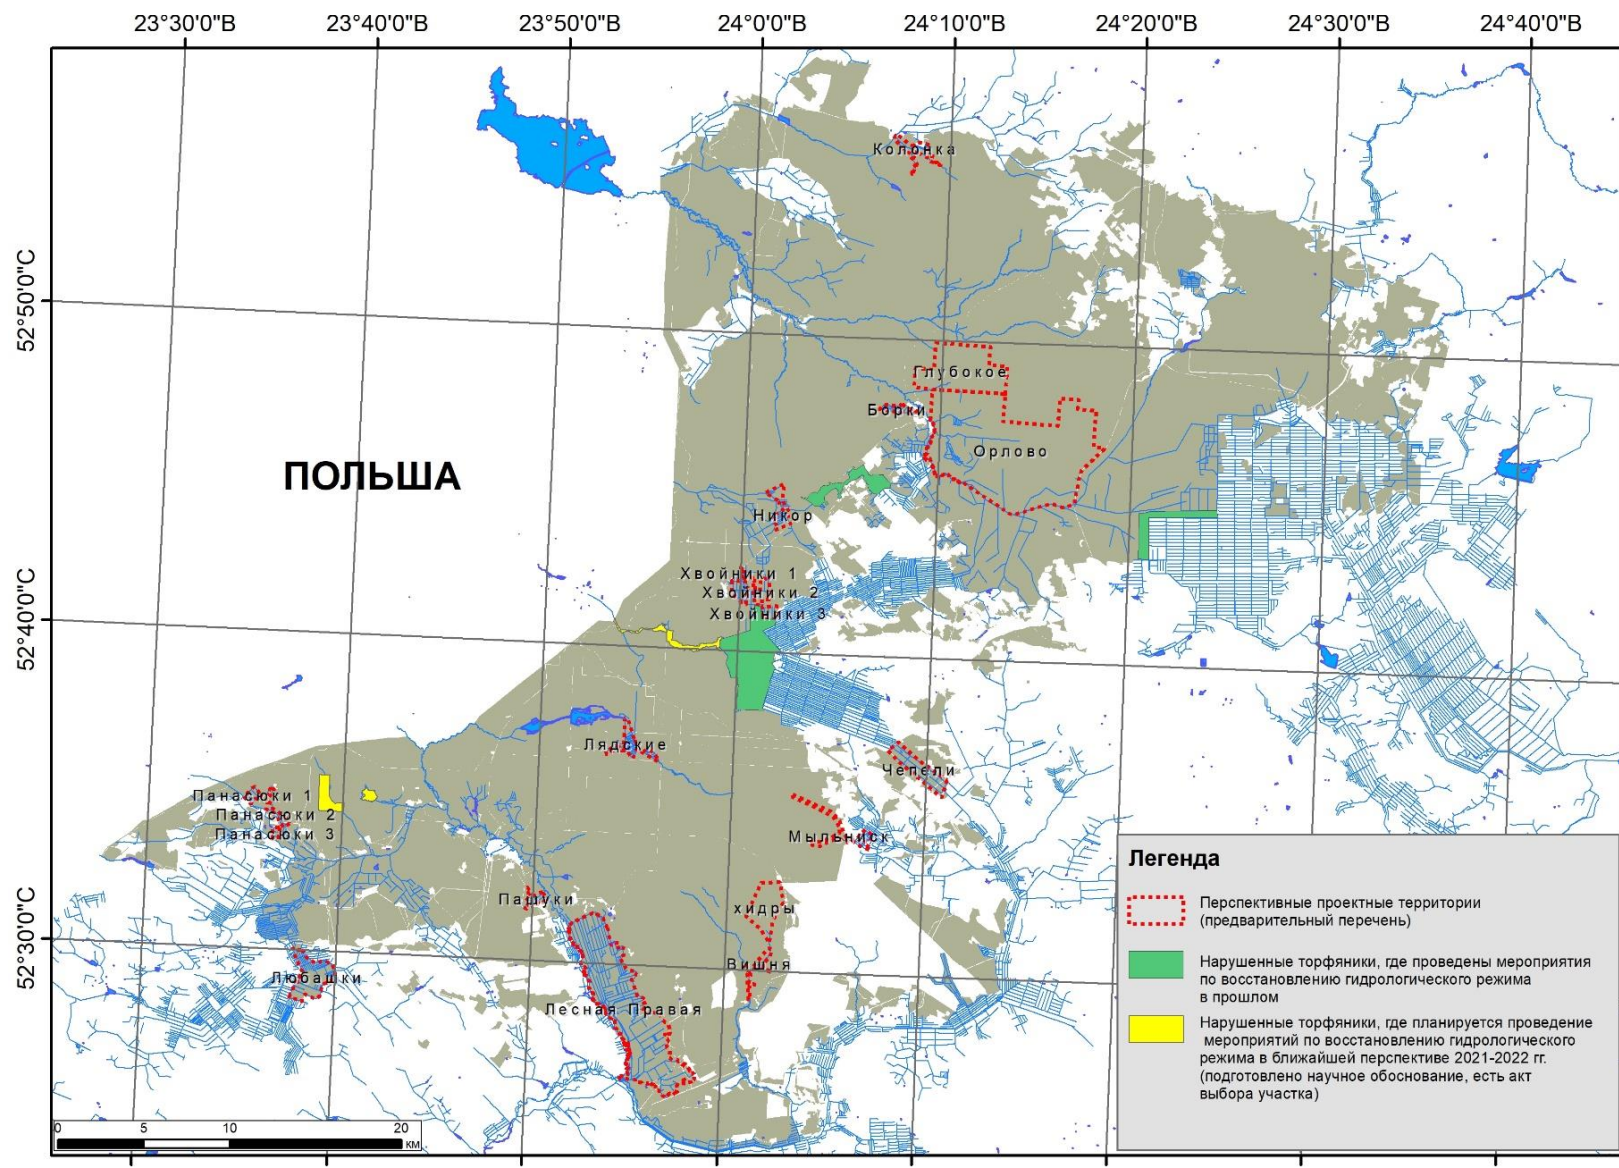 23°30'0"В 23°40'0"В 23°50'0"В 24°0'0"В 24°10'0"В 24°20'0"В 24°30'0"В 24°40'0"В
Колонка
52°50'0"С
Глубокое
Борки
Орлово
ПОЛЬША
Никор
Хвойники 1
Хвойники 2
Хвойники 3
52°40'0"С
Лядские
Чепели
Панасюки 1
Панасюки 2
Панасюки 3
Мыльниск
Пашуки
хидры
52°30'0"С
Вишня
Любашки
Лесная Правая
Легенда
Перспективные проектные территории
(предварительный перечень)
Нарушенные торфяники, где проведены мероприятия
по восстановлению гидрологического режима
в прошлом
Нарушенные торфяники, где планируется проведение
мероприятий по восстановлению гидрологического
режима в ближайшей перспективе 2021-2022 гг.
(подготовлено научное обоснование, есть акт
выбора участка)
0 5 10 20
км